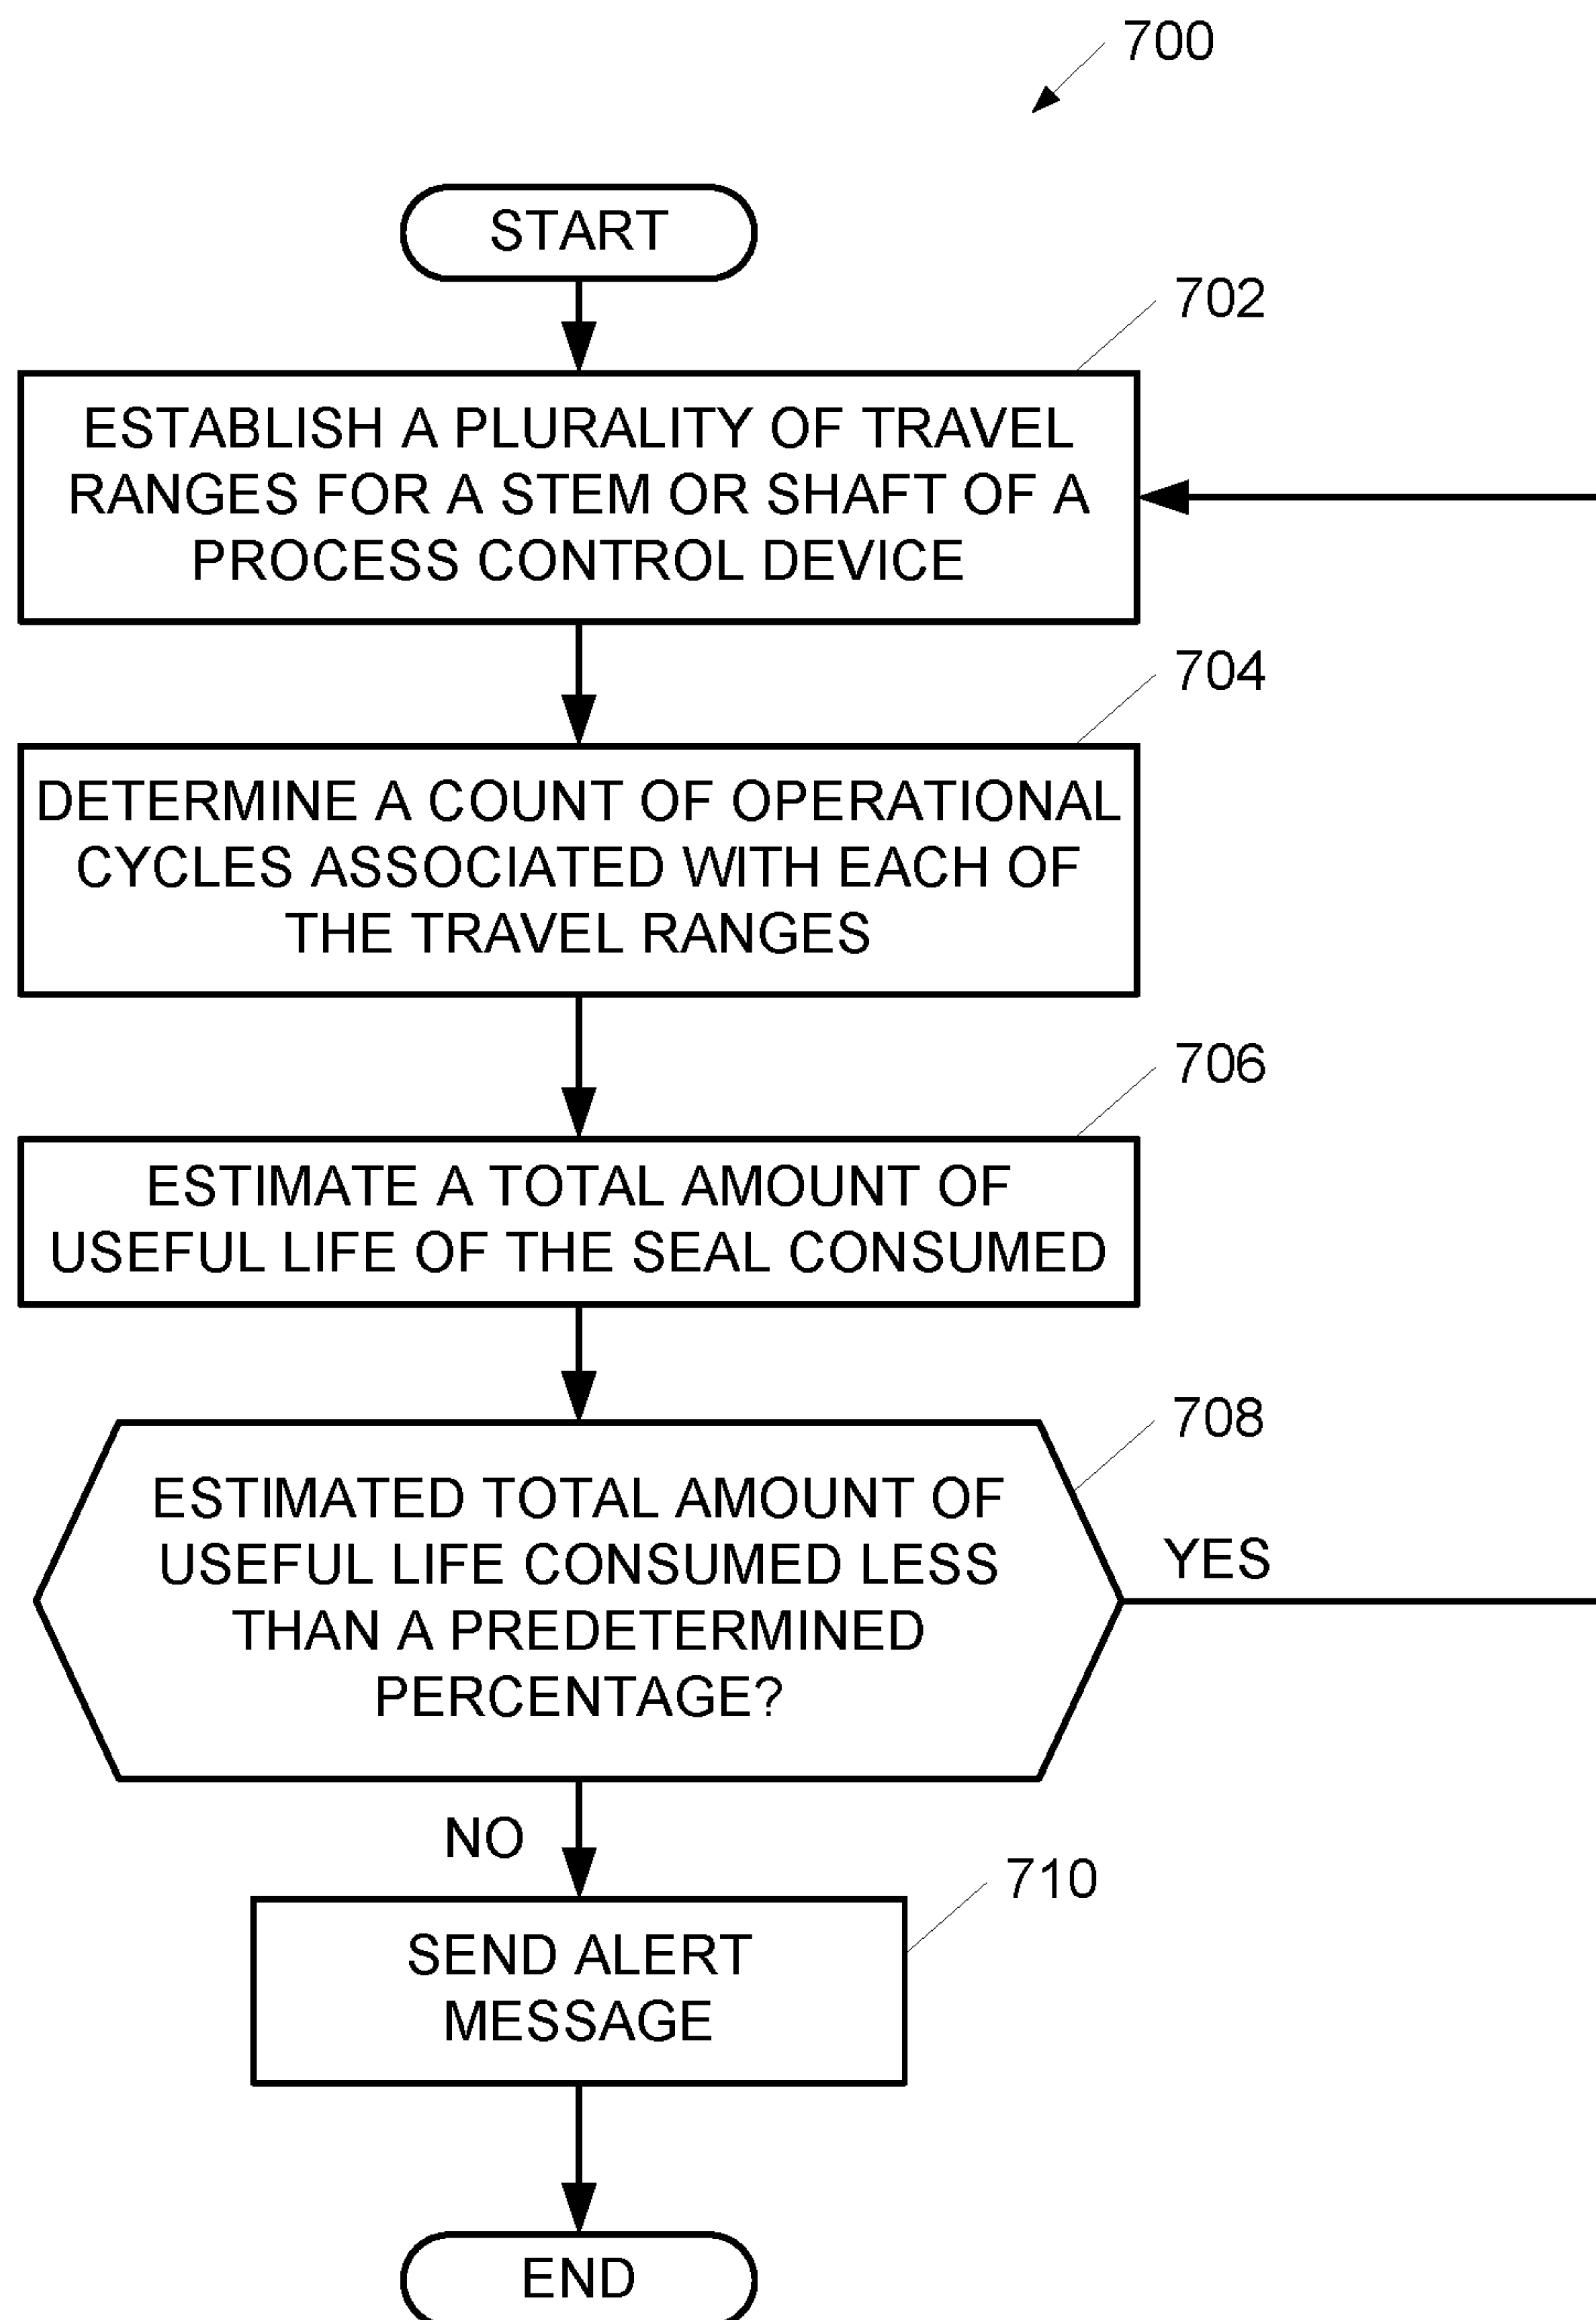 700
START
702
ESTABLISH A PLURALITY OF TRAVEL
RANGES FOR A STEM OR SHAFT OF A
PROCESS CONTROL DEVICE
704
DETERMINE A COUNT OF OPERATIONAL
CYCLES ASSOCIATED WITH EACH OF
THE TRAVEL RANGES
706
ESTIMATE A TOTAL AMOUNT OF
USEFUL LIFE OF THE SEAL CONSUMED
708
ESTIMATED TOTAL AMOUNT OF
USEFUL LIFE CONSUMED LESS
THAN A PREDETERMINED
PERCENTAGE?
YES
NO
710
SEND ALERT
MESSAGE
END